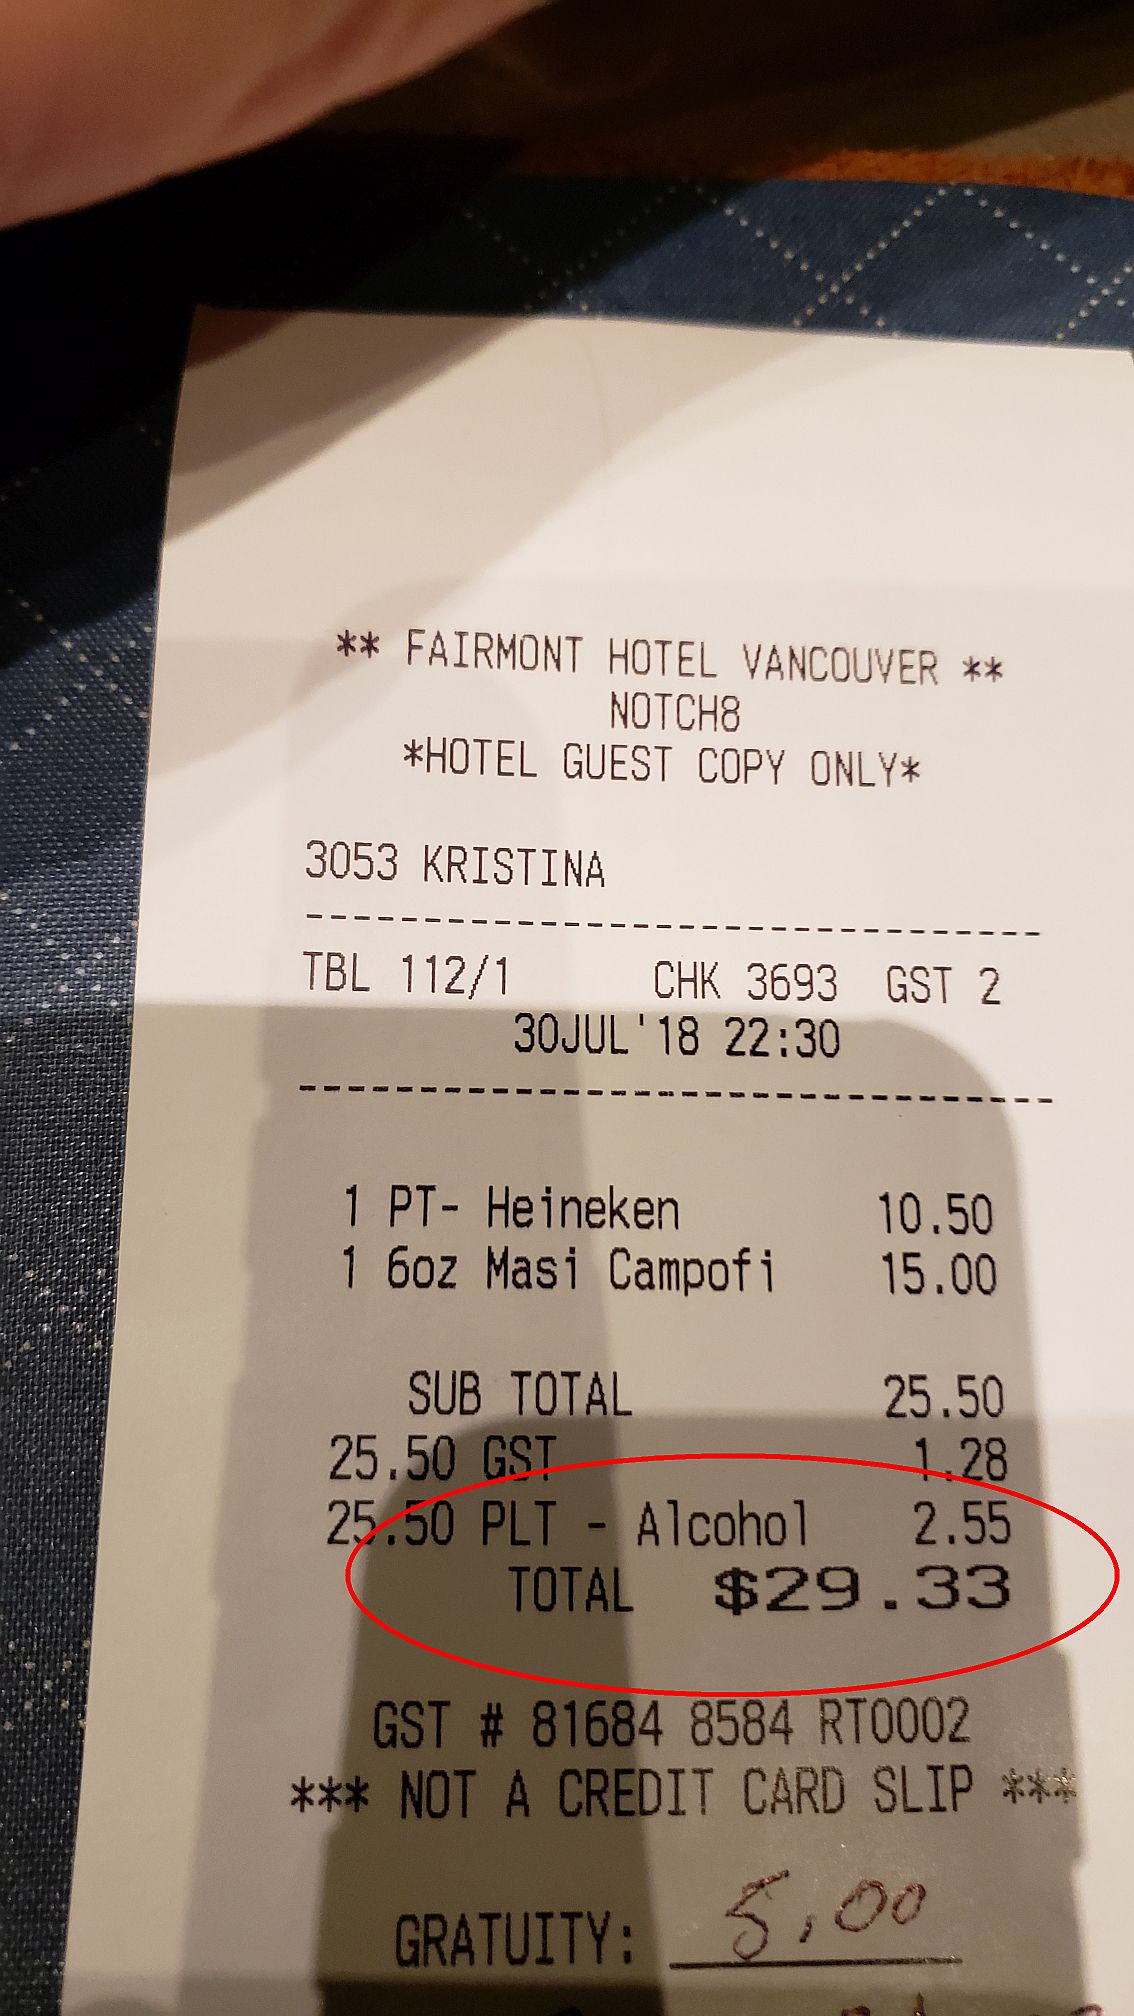 ** FAIRMONT HOTEL VANCOUVER **
NOTCH8
*HOTEL GUEST COPY ONLY*
3053 KRISTINA
--------------------------------
TBL 112/1 CHK 3693 GST 2
30JUL'18 22:30
--------------------------------
1 PT- Heineken 10.50
1 6oz Masi Campofi 15.00
SUB TOTAL 25.50
25.50 GST 1.28
25.50 PLT - Alcohol 2.55
TOTAL $29.33
GST # 81684 8584 RT0002
*** NOT A CREDIT CARD SLIP ***
GRATUITY: 5,00